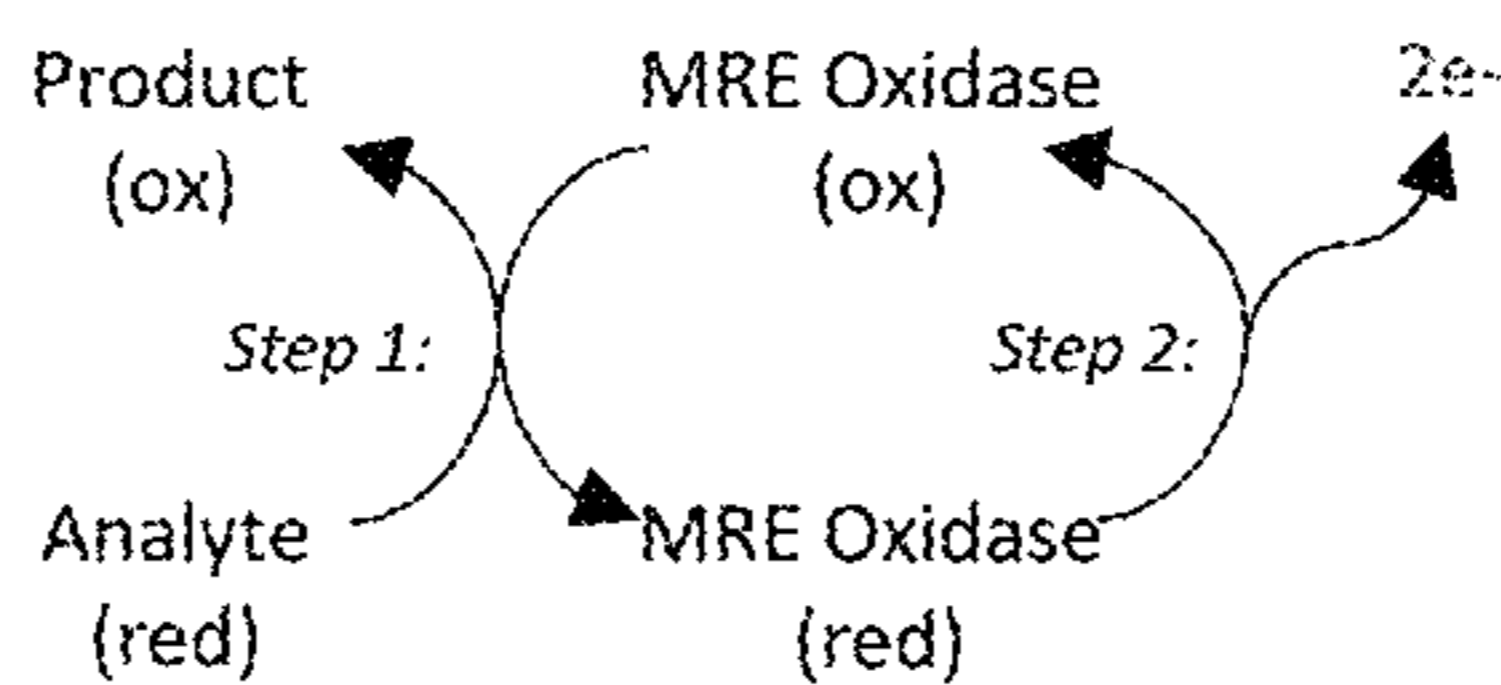 Product
(ox)
MRE Oxidase
(ox)
2e-
Step 1:
Step 2:
Analyte
(red)
MRE Oxidase
(red)